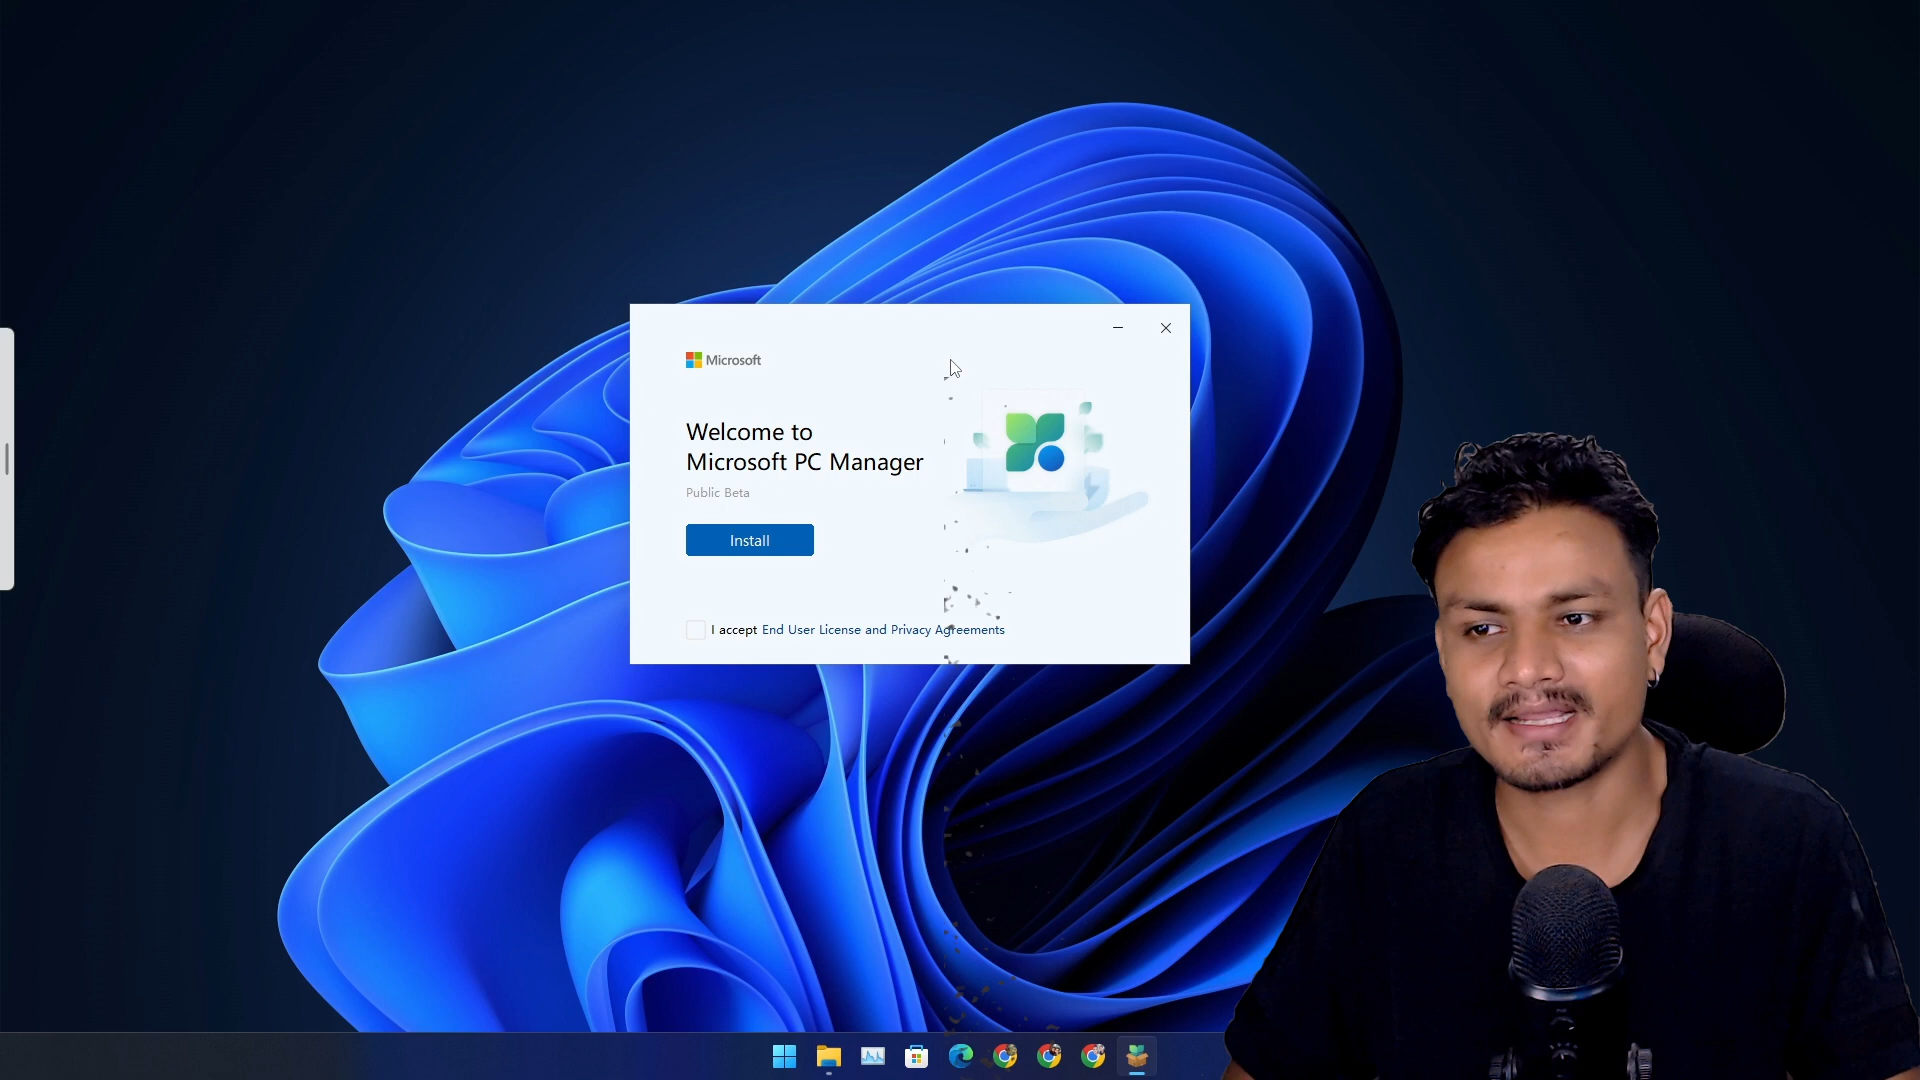 Microsoft
Welcome to
Microsoft PC Manager
Public Beta
Install
I accept End User License and Privacy Agreements